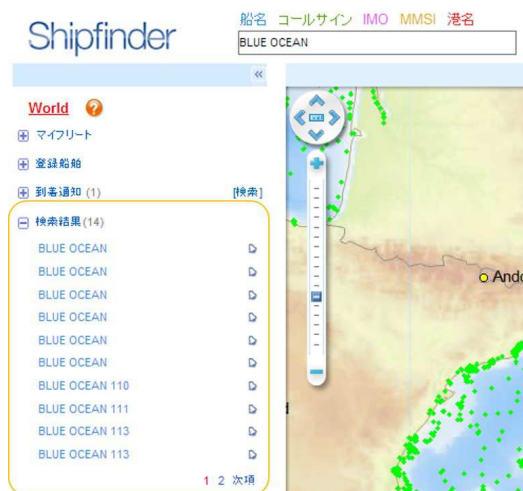 Shipfinder
船名 コールサイン IMO MMSI 港名
BLUE OCEAN
«
World ?
マイフリート
登録船舶
到着通知 (1) [検索]
検索結果(14)
BLUE OCEAN
BLUE OCEAN
BLUE OCEAN
BLUE OCEAN
BLUE OCEAN
BLUE OCEAN
BLUE OCEAN 110
BLUE OCEAN 111
BLUE OCEAN 113
BLUE OCEAN 113
1 2 次項
Ando